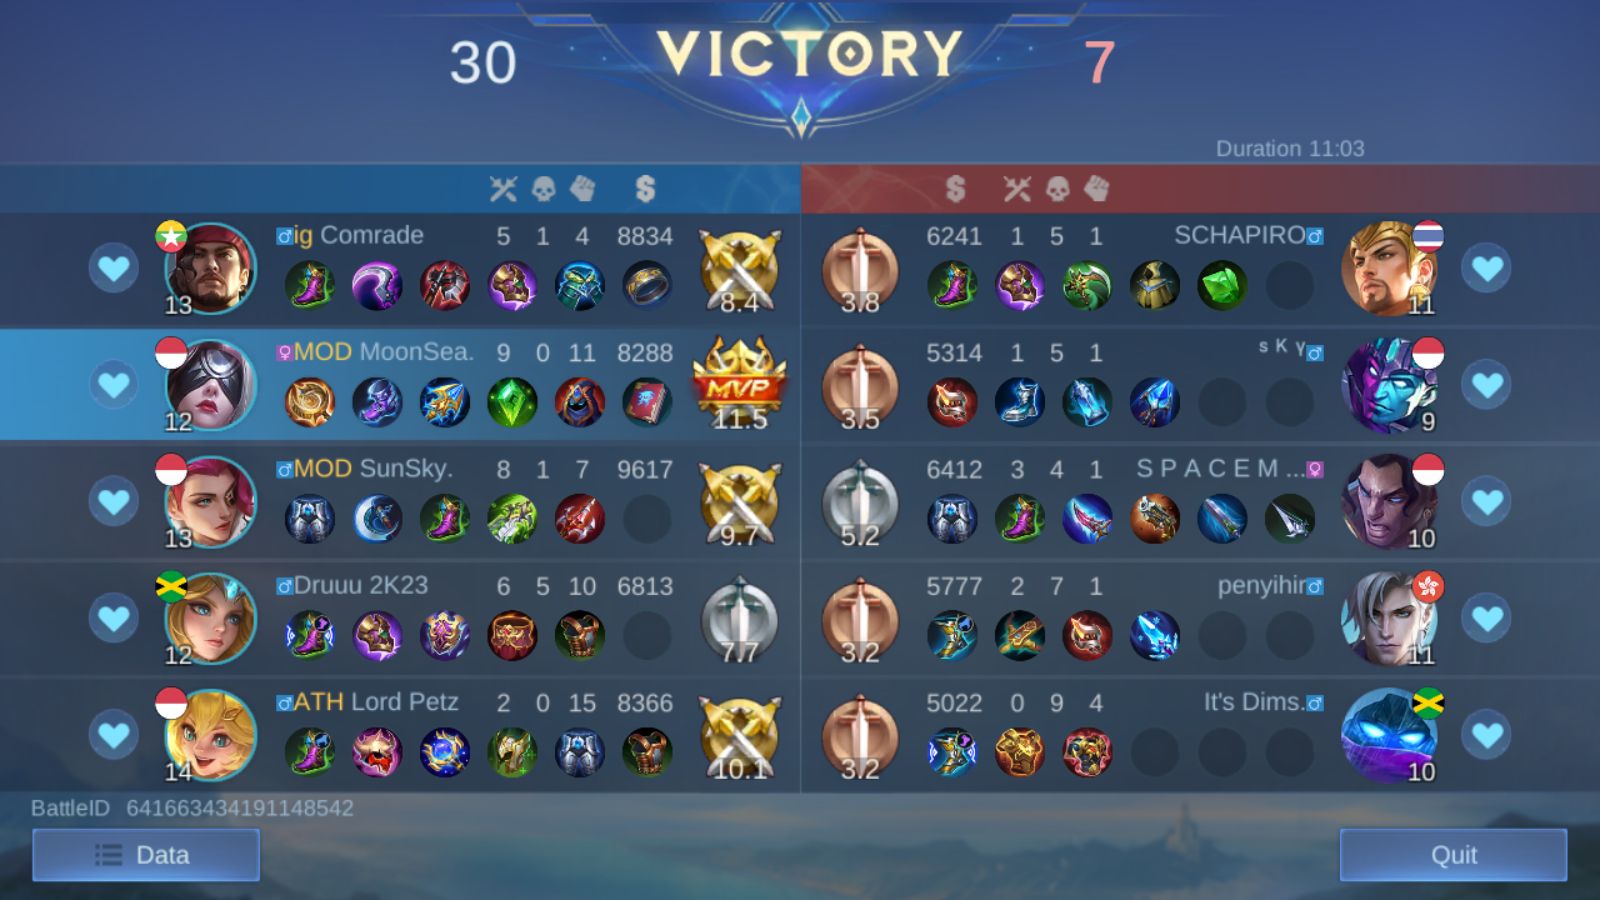 30 VICTORY 7
Duration 11:03
ig Comrade 5 1 4 8834
13 8.4
6241 1 5 1 SCHAPIRO
3.8 11
MOD MoonSea. 9 0 11 8288
12 MVP 11.5
5314 1 5 1 s K y
3.5 9
MOD SunSky. 8 1 7 9617
13 9.7
6412 3 4 1 S P A C E M ...
5.2 10
Druuu 2K23 6 5 10 6813
12 7.7
5777 2 7 1 penyihir
3.2 11
ATH Lord Petz 2 0 15 8366
14 10.1
5022 0 9 4 It's Dims.
3.2 10
BattleID 641663434191148542
Data Quit